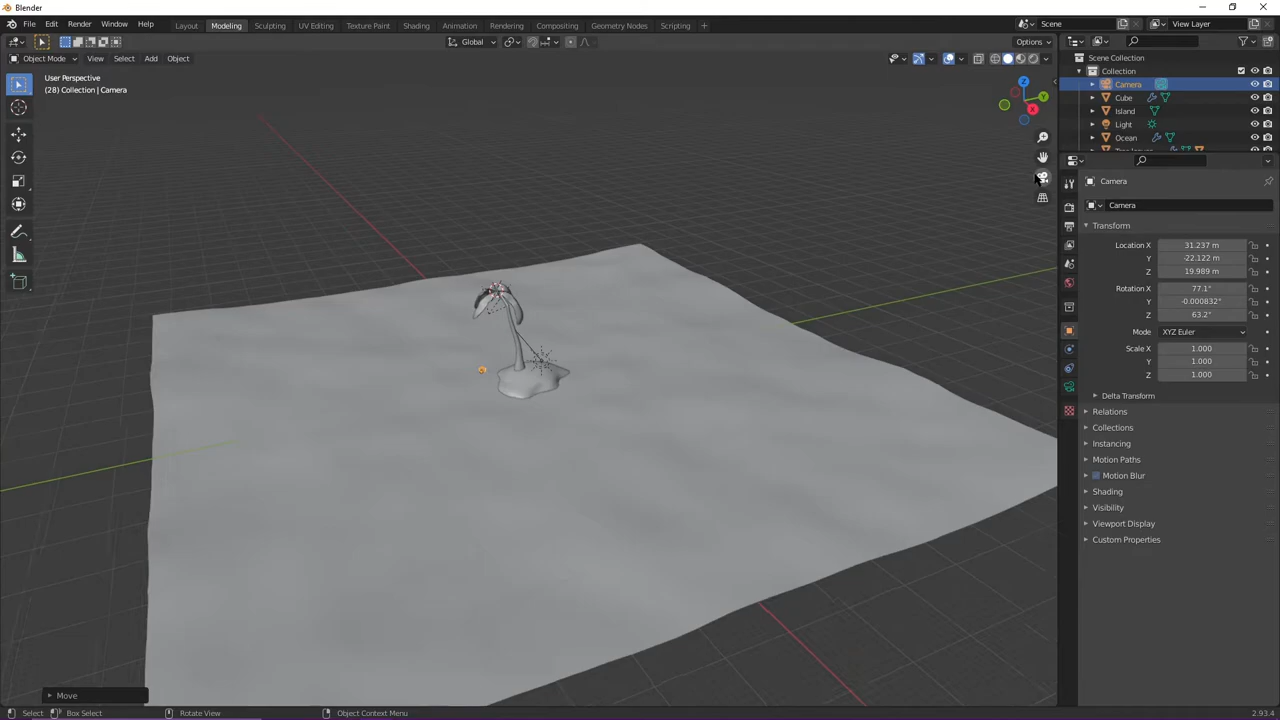 Blender
File Edit Render Window Help Layout Modeling Sculpting UV Editing Texture Paint Shading Animation Rendering Compositing Geometry Nodes Scripting + Scene View Layer
Global Options
Object Mode View Select Add Object
User Perspective
(28) Collection | Camera
Z
Y
X
Scene Collection
Collection
Camera
Cube
Island
Light
Ocean
Camera
Camera
Transform
Location X 31.237 m
Y -22.122 m
Z 19.989 m
Rotation X 77.1°
Y -0.000832°
Z 63.2°
Mode XYZ Euler
Scale X 1.000
Y 1.000
Z 1.000
Delta Transform
Relations
Collections
Instancing
Motion Paths
Motion Blur
Shading
Visibility
Viewport Display
Custom Properties
Move
Select Box Select Rotate View Object Context Menu 2.93.4